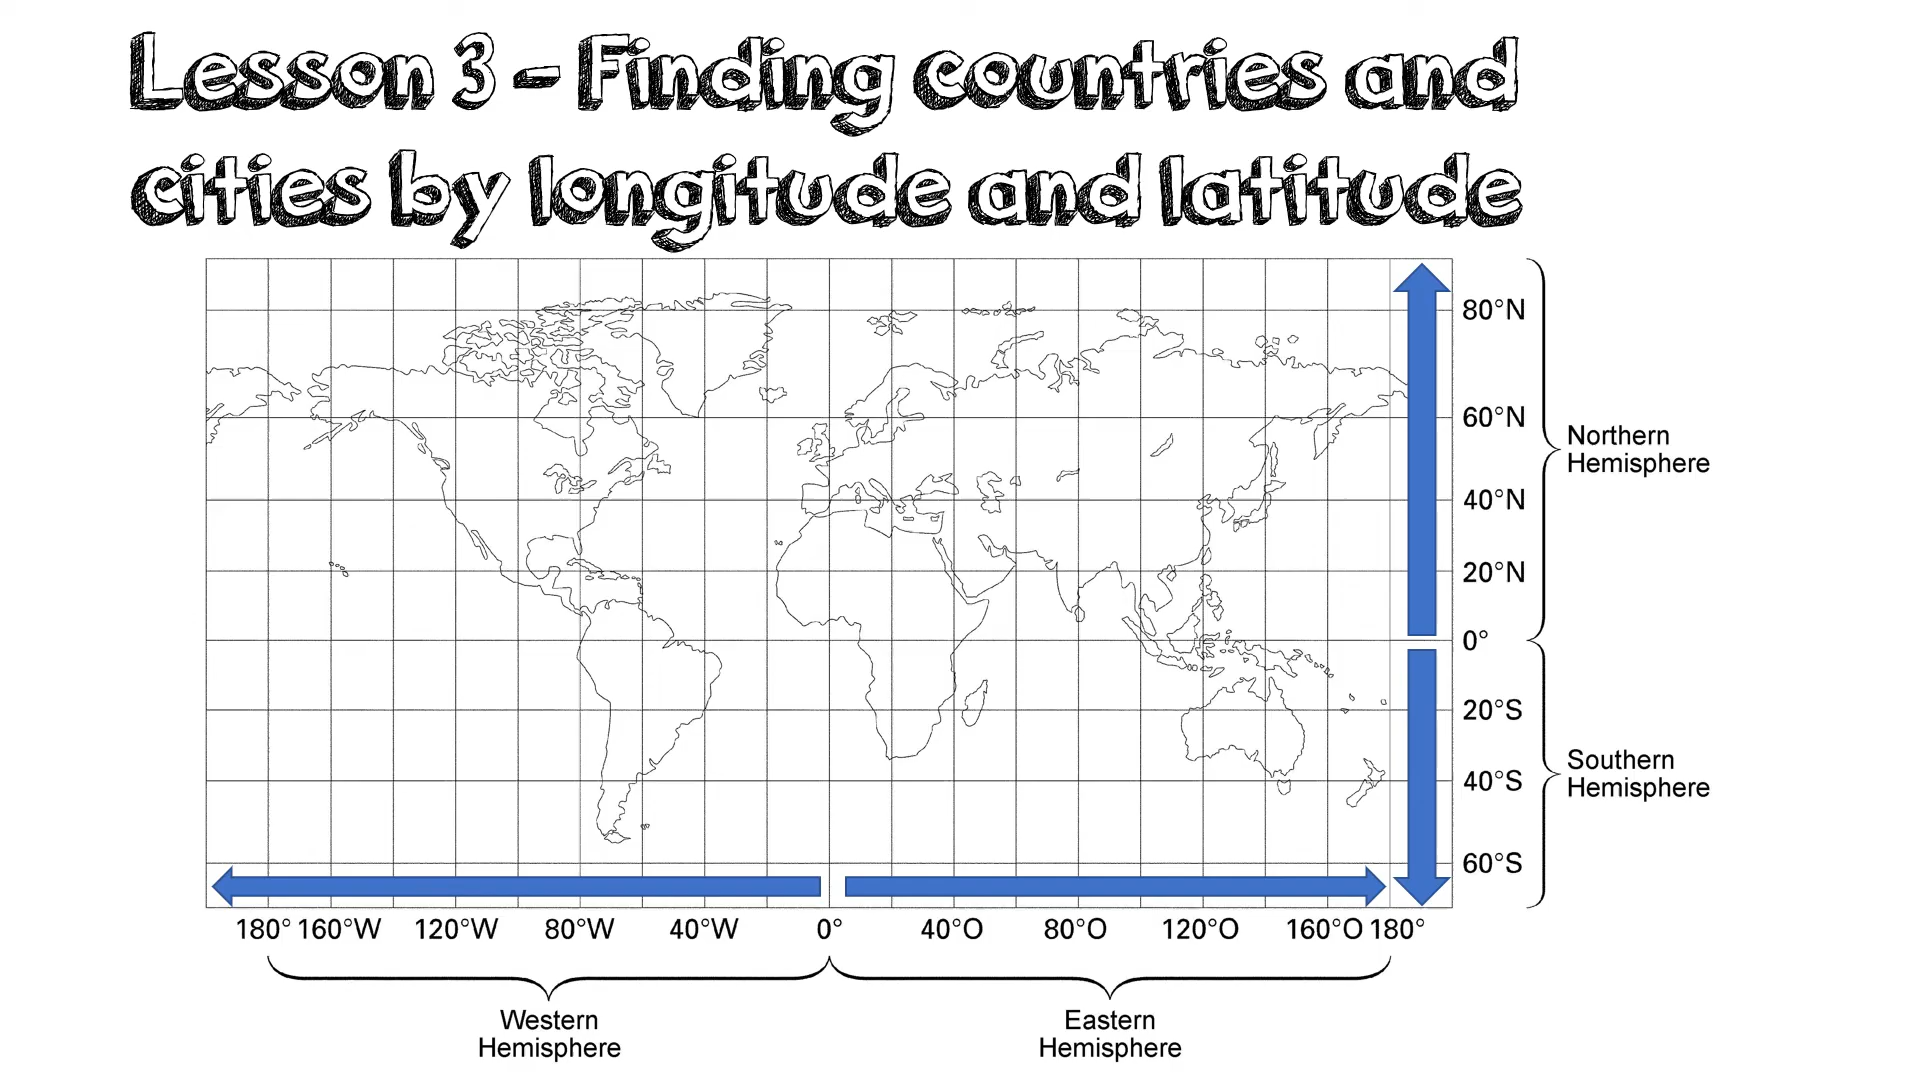 Lesson 3 - Finding countries and
cities by longitude and latitude
80°N
60°N
40°N
20°N
0°
20°S
40°S
60°S
Northern
Hemisphere
Southern
Hemisphere
180° 160°W 120°W 80°W 40°W 0° 40°O 80°O 120°O 160°O 180°
Western
Hemisphere
Eastern
Hemisphere